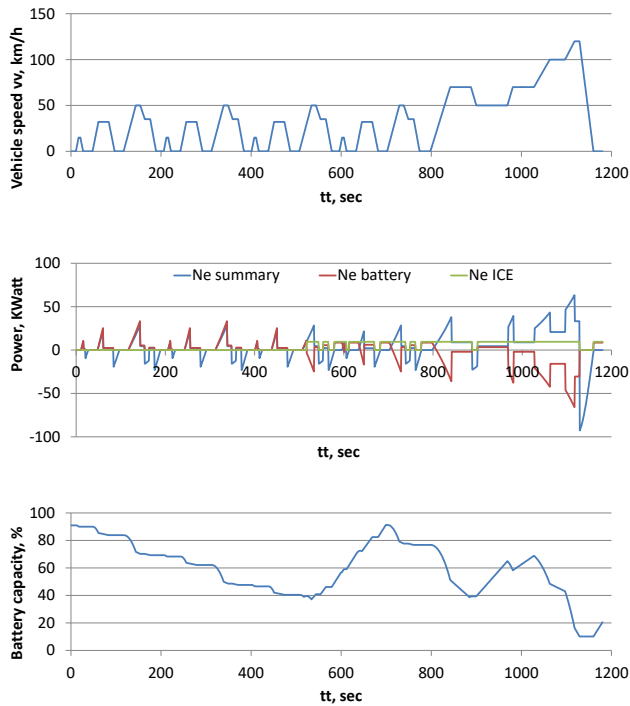 Vehicle speed vv, km/h
150
100
50
0
0 200 400 600 800 1000 1200
tt, sec
Power, KWatt
100
50
0
-50
-100
Ne summary Ne battery Ne ICE
0 200 400 600 800 1000 1200
tt, sec
Battery capacity, %
100
80
60
40
20
0
0 200 400 600 800 1000 1200
tt, sec